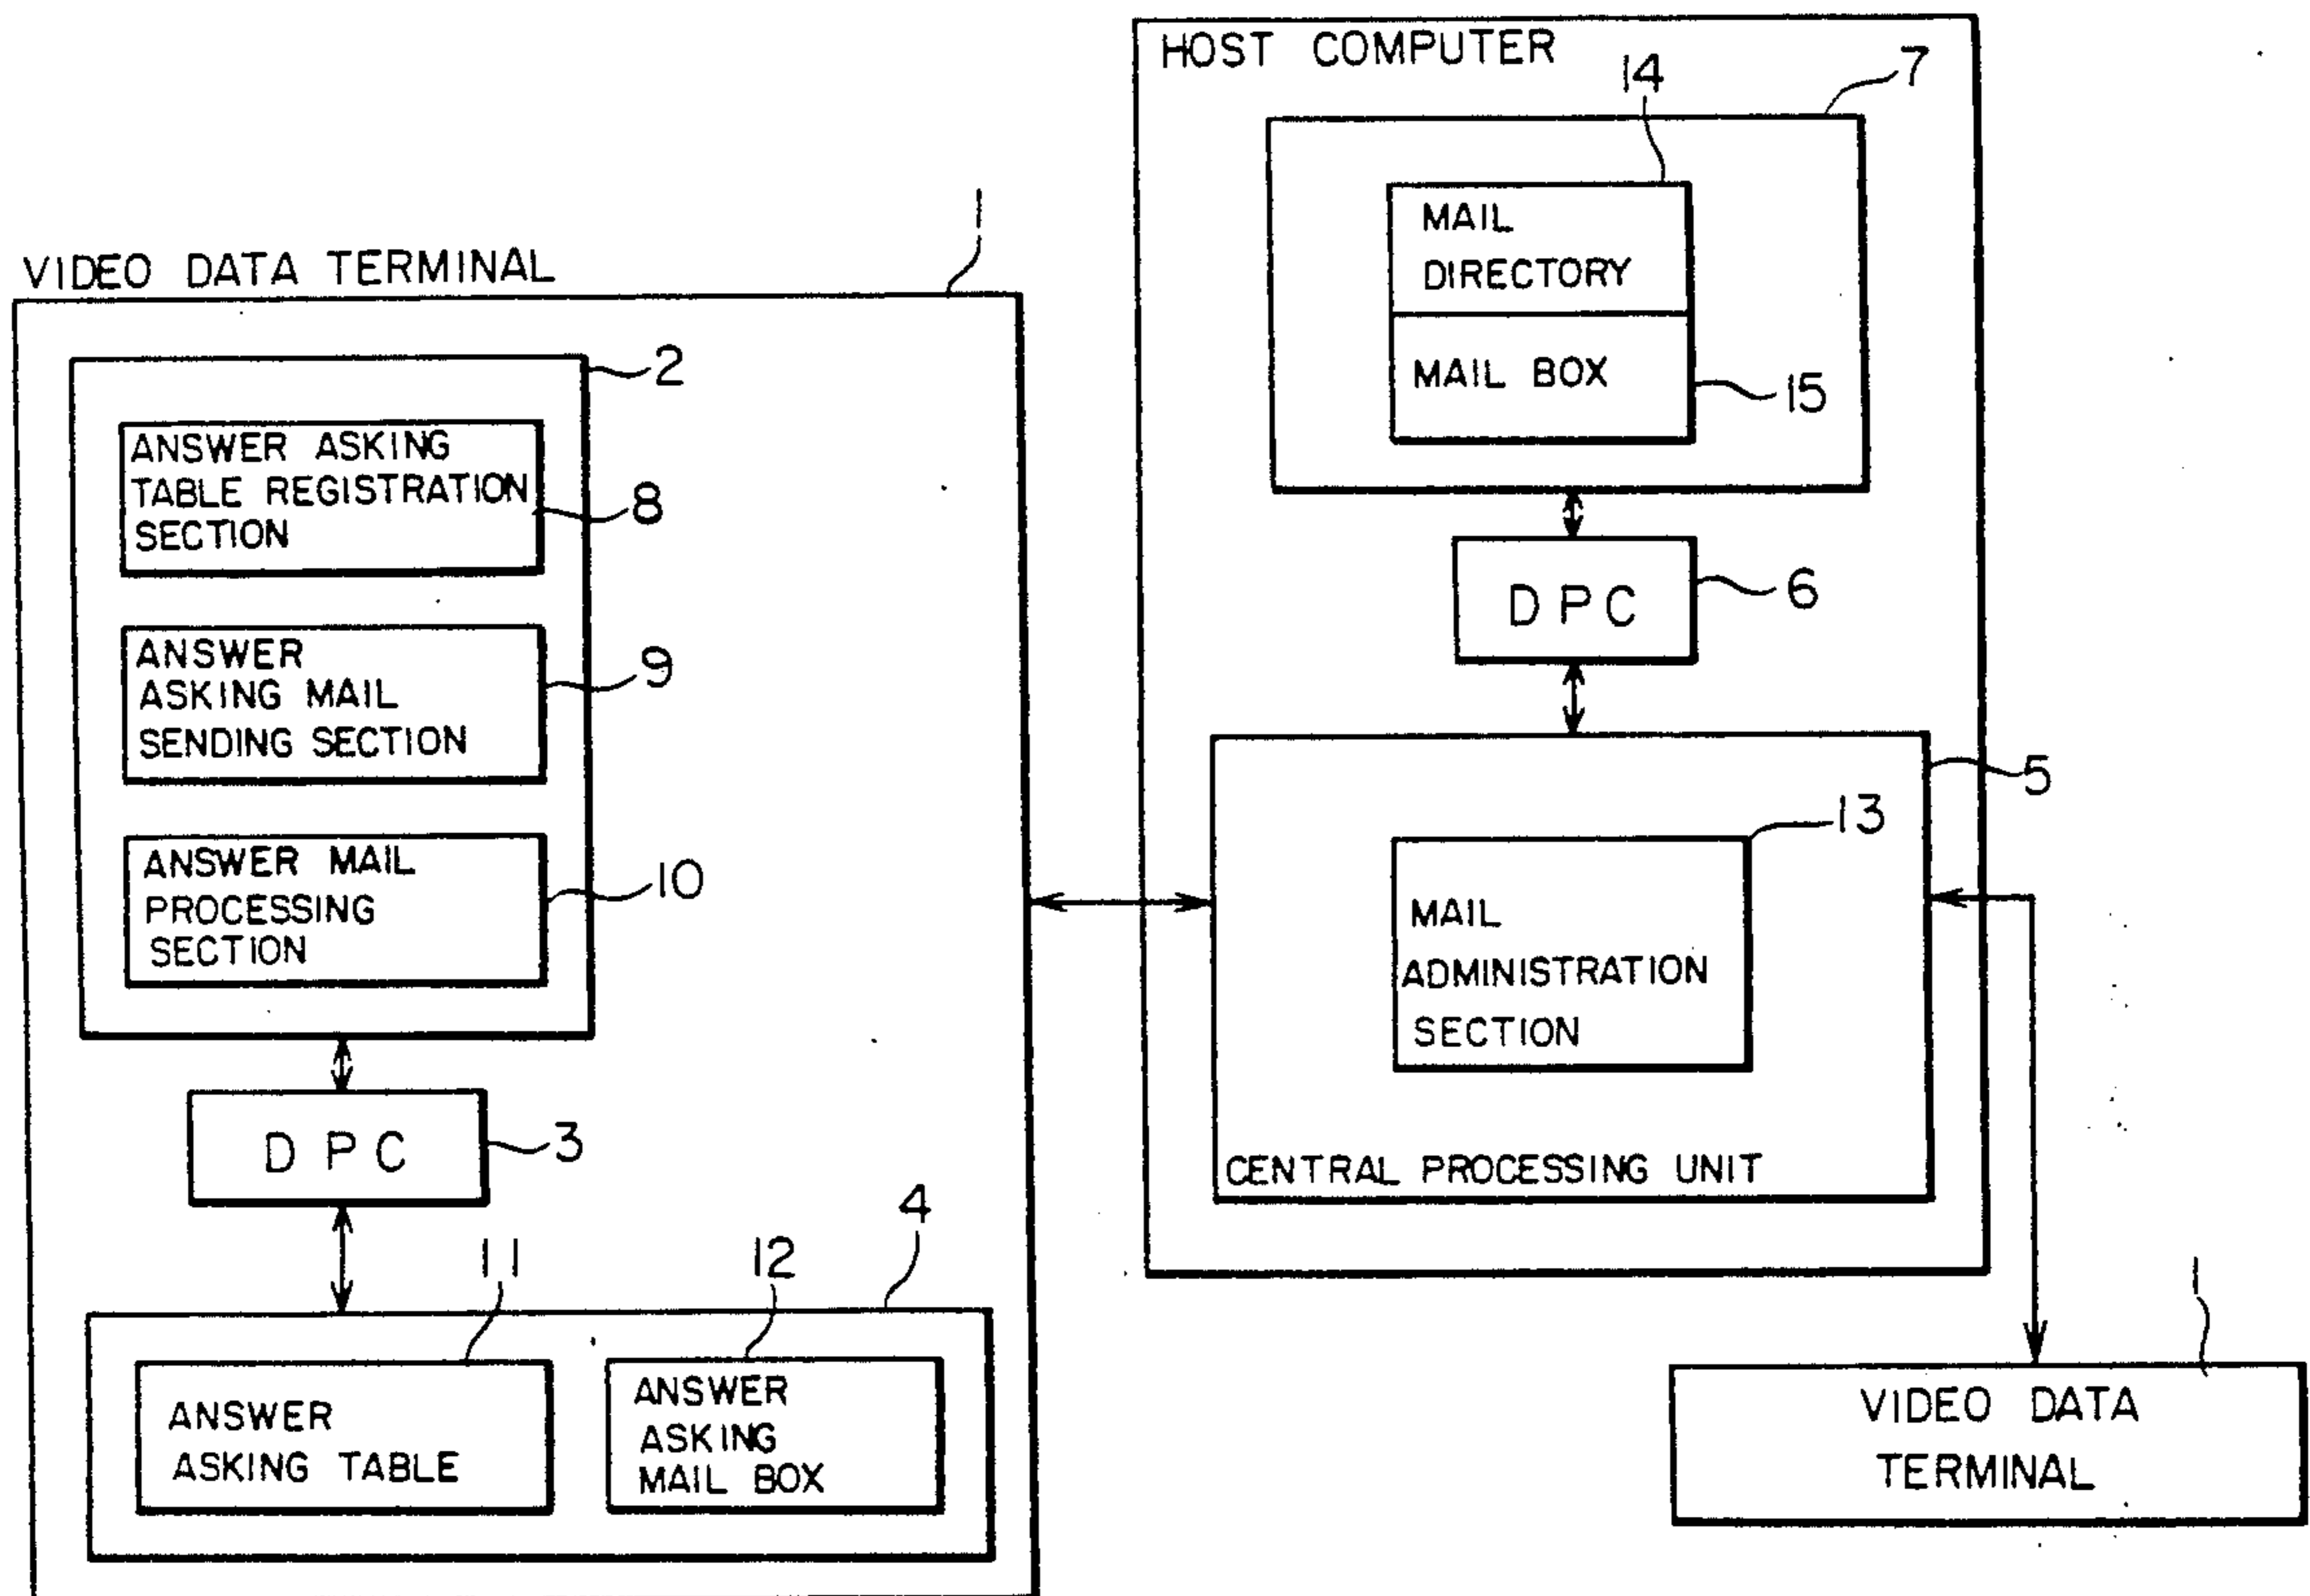 HOST COMPUTER
14
7
MAIL
DIRECTORY
MAIL BOX
15
DPC
6
5
13
MAIL
ADMINISTRATION
SECTION
CENTRAL PROCESSING UNIT
1
VIDEO DATA TERMINAL
2
ANSWER ASKING
TABLE REGISTRATION
SECTION
8
ANSWER
ASKING MAIL
SENDING SECTION
9
ANSWER MAIL
PROCESSING
SECTION
10
DPC
3
4
11
12
ANSWER
ASKING TABLE
ANSWER
ASKING
MAIL BOX
1
VIDEO DATA
TERMINAL